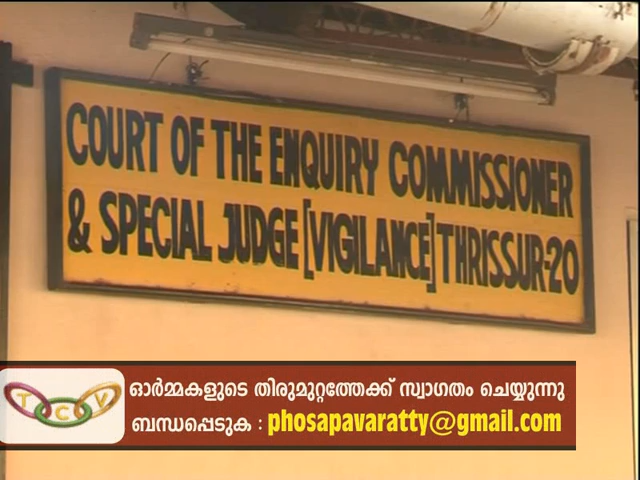 COURT OF THE ENQUIRY COMMISSIONER
& SPECIAL JUDGE [VIGILANCE] THRISSUR-20
TCV
ഓർമ്മകളുടെ തിരുമുറ്റത്തേക്ക് സ്വാഗതം ചെയ്യുന്നു
ബന്ധപ്പെടുക : phosapavaratty@gmail.com